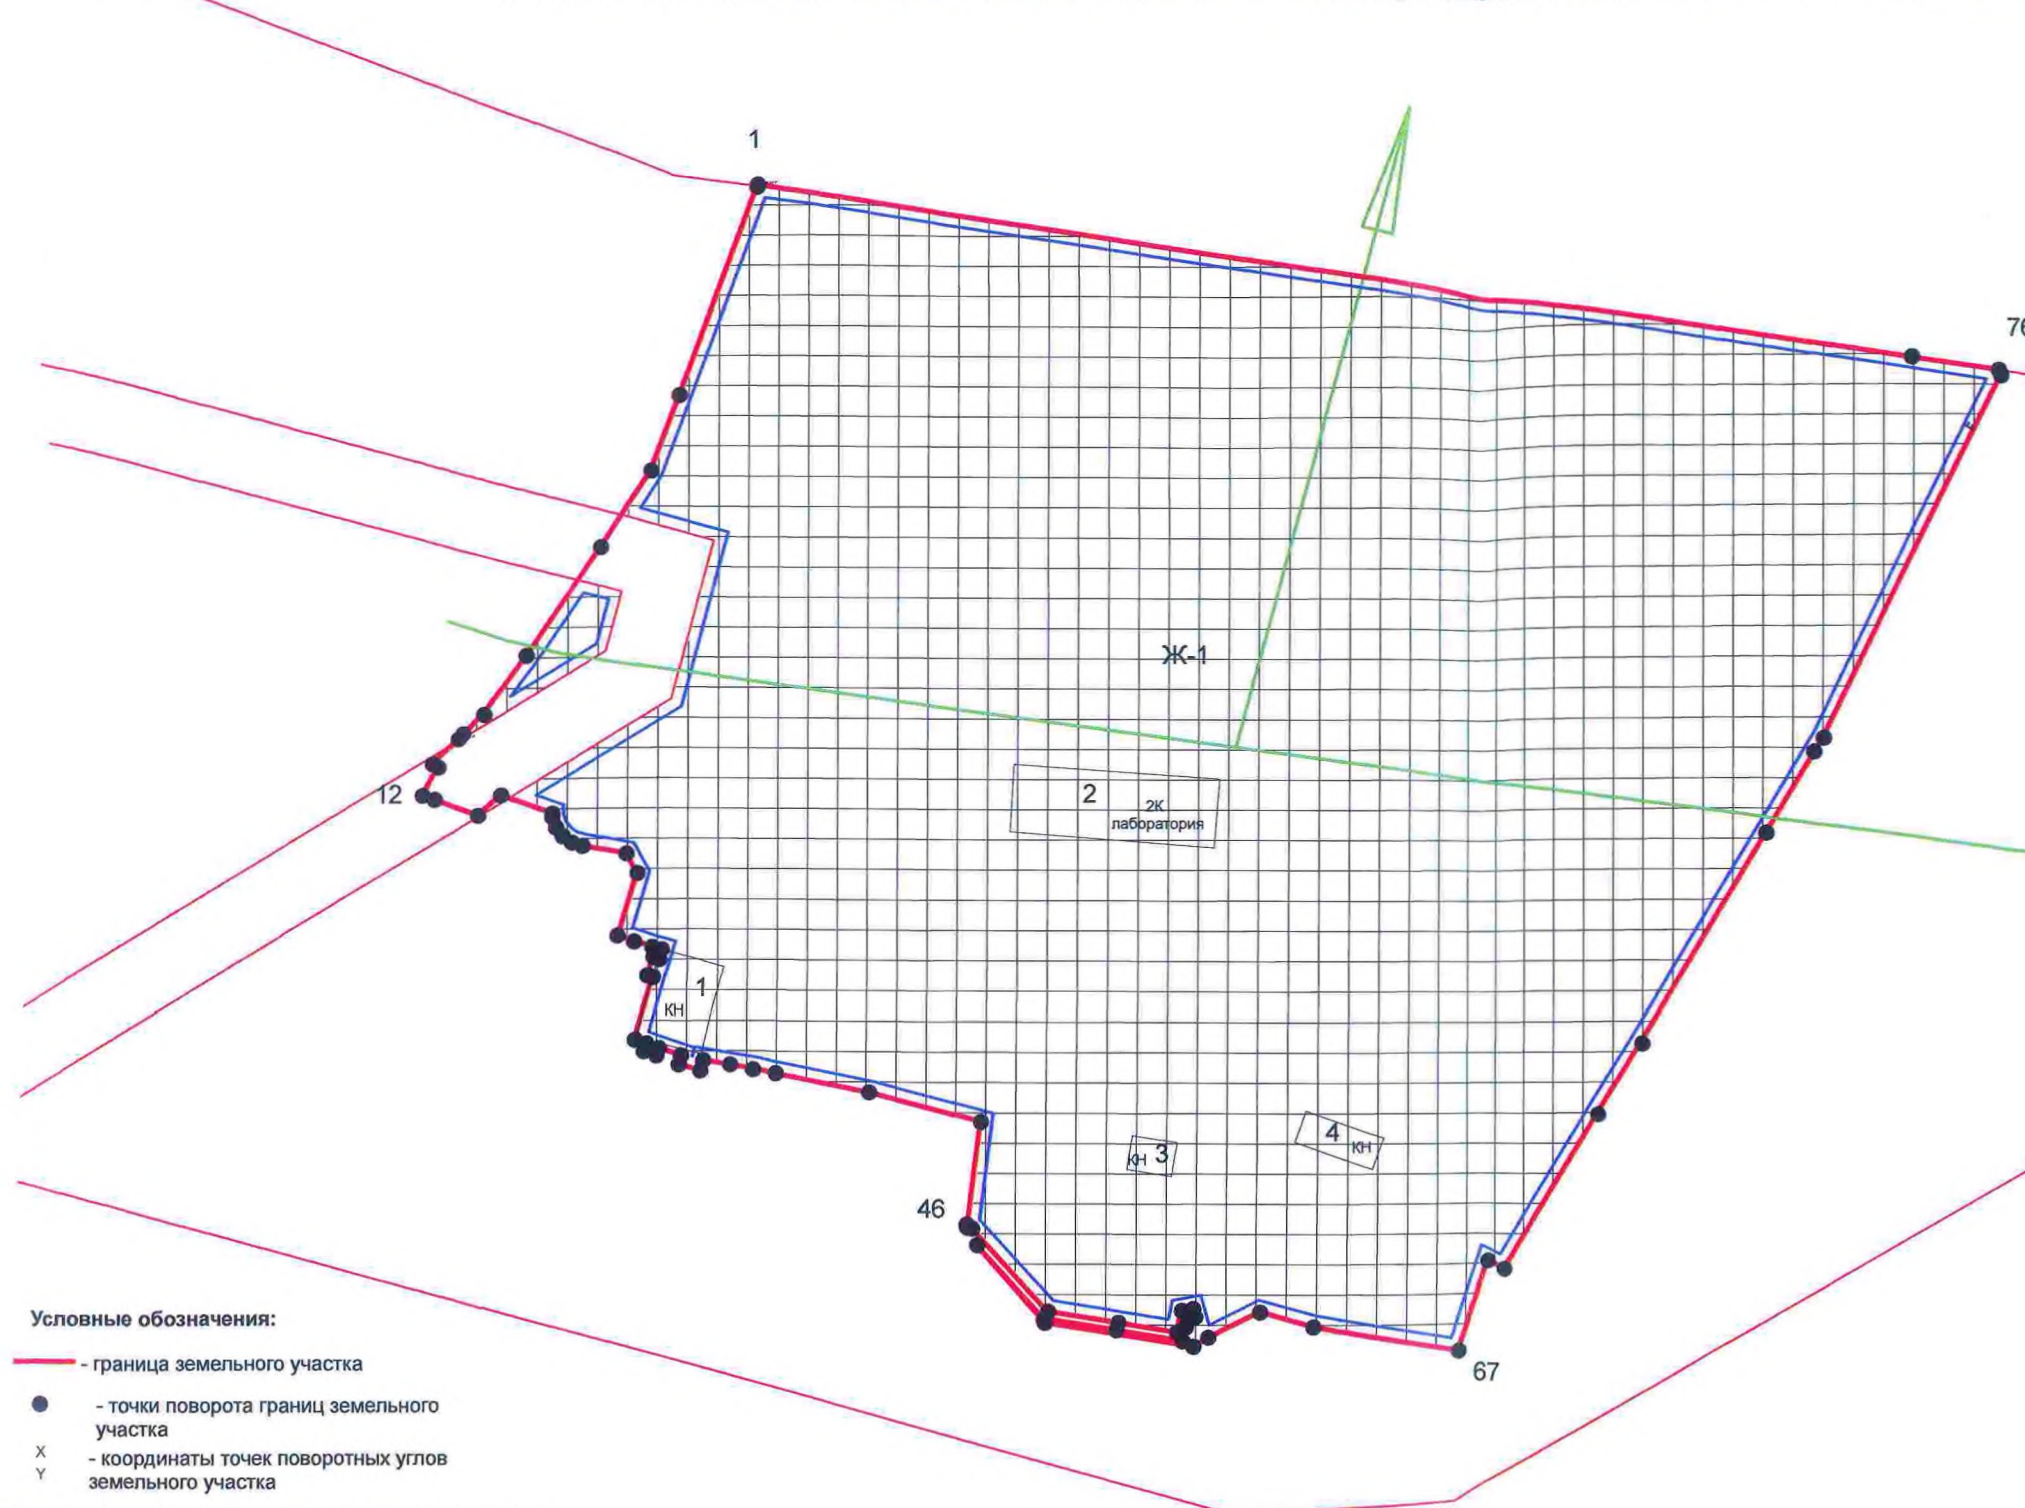 1
76
Ж-1
2
2К
лаборатория
12
1
КН
4
КН
КН
3
46
67
Условные обозначения:
- граница земельного участка
- точки поворота границ земельного
участка
X
Y
- координаты точек поворотных углов
земельного участка